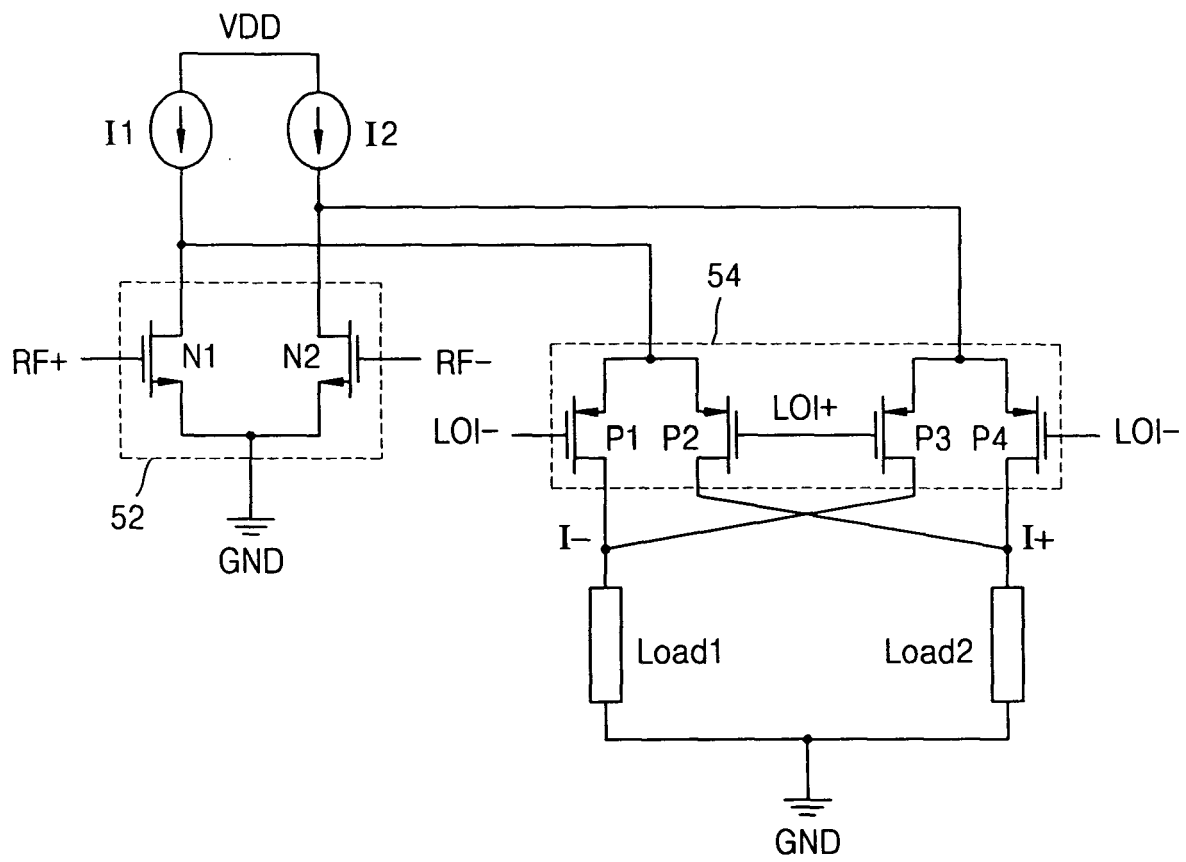 VDD
I1
I2
54
RF+
N1
N2
RF-
LOI-
P1
P2
LOI+
P3
P4
LOI-
52
GND
I-
I+
Load1
Load2
GND